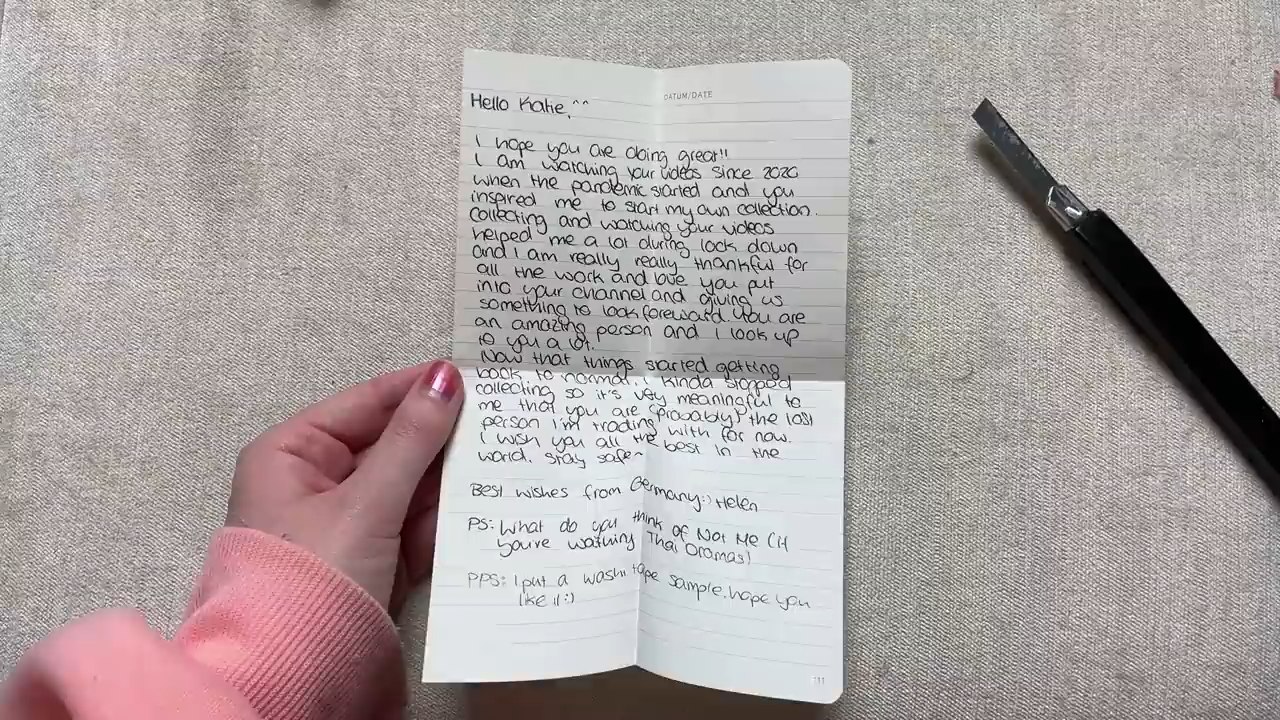 DATUM/DATE
Hello Katie ^^,
I hope you are doing great!!
I am watching your videos since 2020
when the pandemic started and you
inspired me to start my own collection.
Collecting and watching your videos
helped me a lot during lock down
and I am really really thankful for
all the work and love you put
into your channel and giving us
something to look foreward. You are
an amazing person and I look up
to you a lot.
Now that things started getting
back to normal, I kinda stopped
collecting so it's very meaningful to
me that you are (probably) the last
person I'm trading with for now.
I wish you all the best in the
world. Stay safe~
Best wishes from Germany:) Helen
PS: What do you think of Not Me (if
you're watching Thai Dramas)
PPS: I put a washi tape sample. hope you
like it :)
111